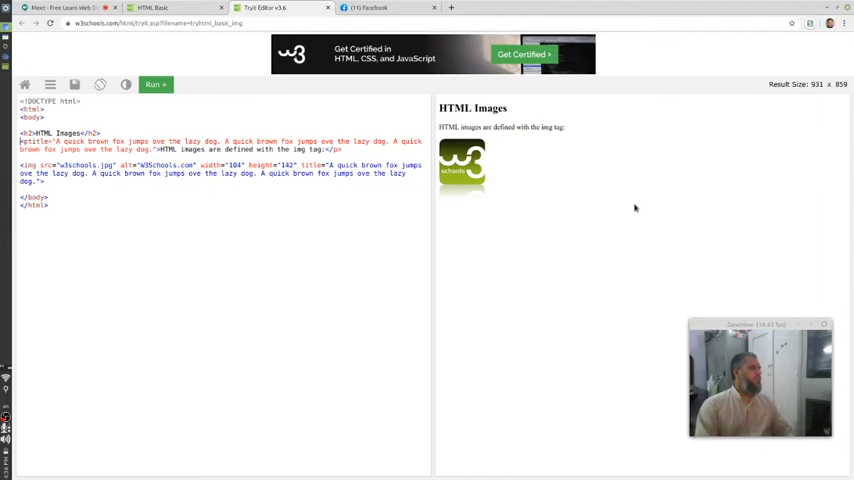 Meet - Free Learn Web D
HTML Basic
Tryit Editor v3.6
(11) Facebook
w3schools.com/html/tryit.asp?filename=tryhtml_basic_img
Get Certified in
HTML, CSS, and JavaScript
Get Certified >
Run »
Result Size: 931 x 859
<!DOCTYPE html>
<html>
<body>
<h2>HTML Images</h2>
<ptitle="A quick brown fox jumps ove the lazy dog. A quick brown fox jumps ove the lazy dog. A quick
brown fox jumps ove the lazy dog.">HTML images are defined with the img tag:</p>
<img src="w3schools.jpg" alt="W3Schools.com" width="104" height="142" title="A quick brown fox jumps
ove the lazy dog. A quick brown fox jumps ove the lazy dog. A quick brown fox jumps ove the lazy
dog.">
</body>
</html>
HTML Images
HTML images are defined with the img tag:
w3
schools
4:36 PM